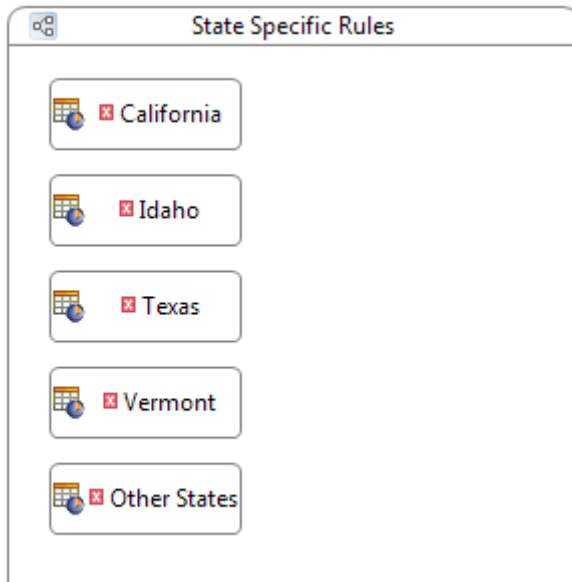 State Specific Rules
California
Idaho
Texas
Vermont
Other States